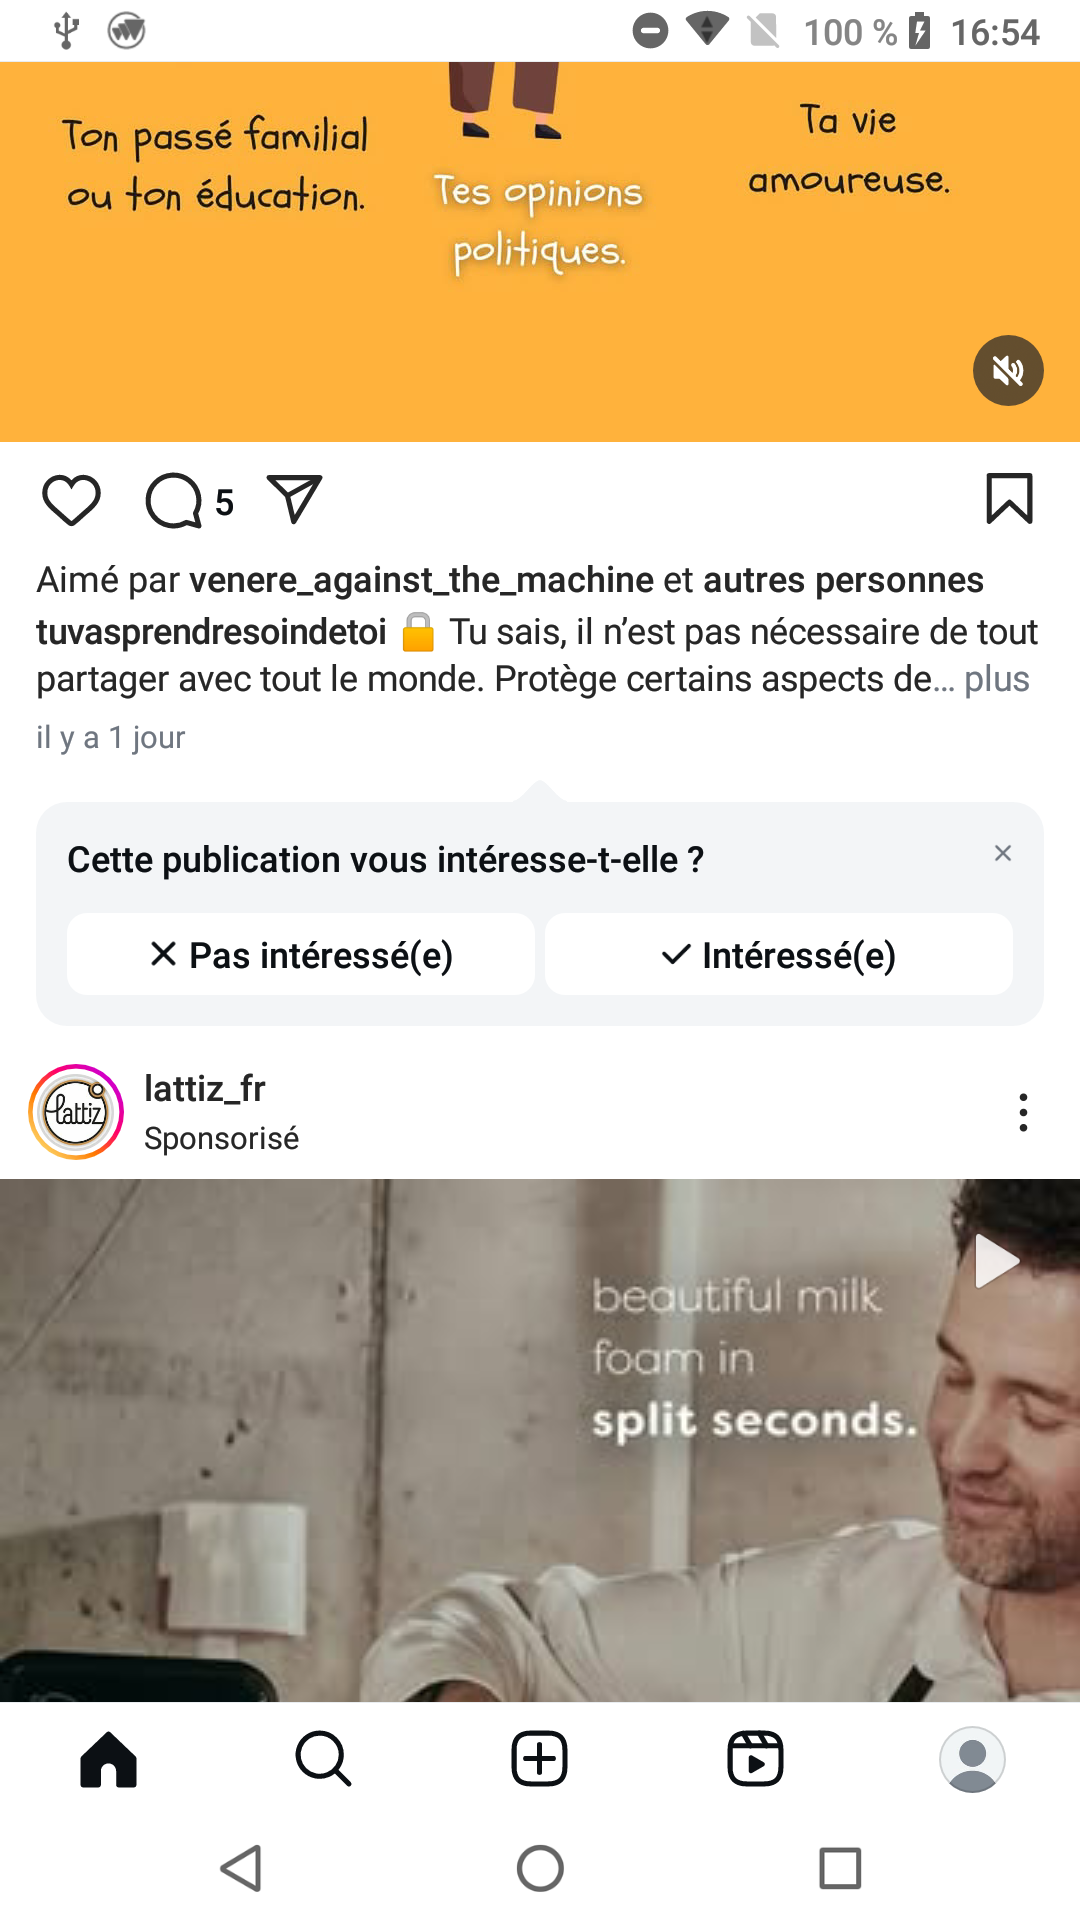 100 % 16:54
Ton passé familial
ou ton éducation.
Tes opinions
politiques.
Ta vie
amoureuse.
5
Aimé par venere_against_the_machine et autres personnes
tuvasprendresoindetoi 🔒 Tu sais, il n’est pas nécessaire de tout
partager avec tout le monde. Protège certains aspects de… plus
il y a 1 jour
Cette publication vous intéresse-t-elle ?
Pas intéressé(e)
Intéressé(e)
lattiz
lattiz_fr
Sponsorisé
beautiful milk
foam in
split seconds.